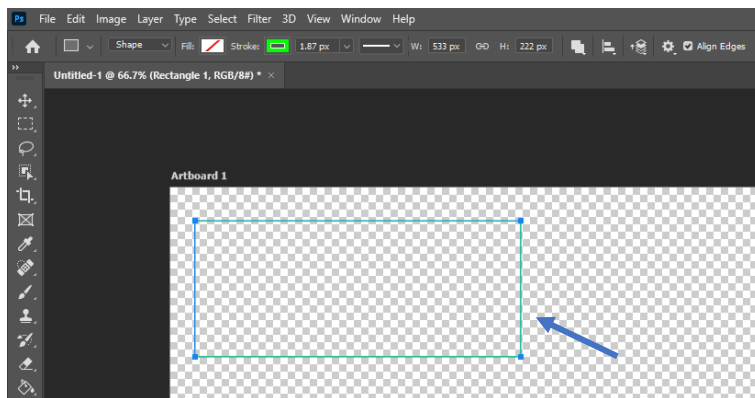 Ps File Edit Image Layer Type Select Filter 3D View Window Help
Shape Fill: Stroke: 1.87 px W: 533 px H: 222 px Align Edges
Untitled-1 @ 66.7% (Rectangle 1, RGB/8#) * ×
Artboard 1